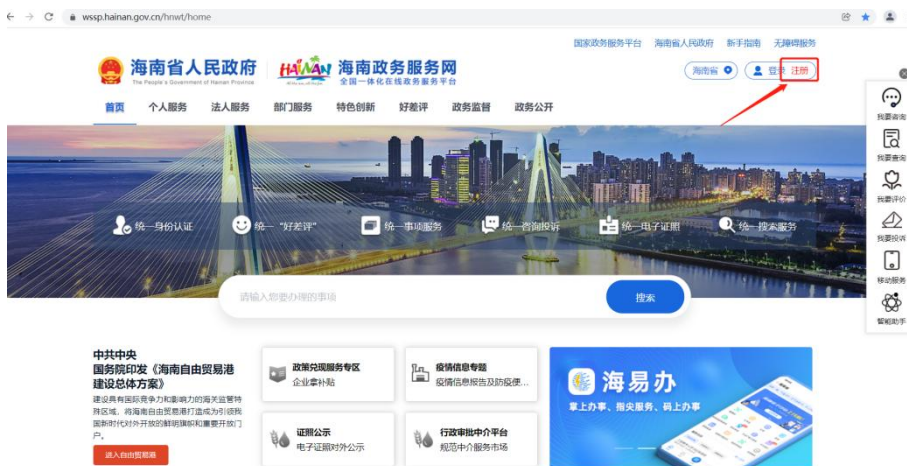 wssp.hainan.gov.cn/hnwt/home
国家政务服务平台 海南省人民政府 新手指南 无障碍服务
海南省人民政府
The People's Government of Hainan Province
HAINAN
海南政务服务网
全国一体化在线政务服务平台
海南省
登录 注册
首页 个人服务 法人服务 部门服务 特色创新 好差评 政务监督 政务公开
我要咨询
我要查询
我要评价
我要投诉
移动服务
智能助手
统一身份认证 统一“好差评” 统一事项服务 统一咨询投诉 统一电子证照 统一搜索服务
请输入您要办理的事项
搜索
中共中央
国务院印发《海南自由贸易港
建设总体方案》
建设具有国际竞争力和影响力的海关监管特
殊区域，将海南自由贸易港打造成为引领我
国新时代对外开放的鲜明旗帜和重要开放门
户。
进入自由贸易港
政策兑现服务专区
企业拿补贴
疫情信息专题
疫情信息报告及防疫便...
证照公示
电子证照对外公示
行政审批中介平台
规范中介服务市场
海易办
掌上办事、指尖服务、码上办事